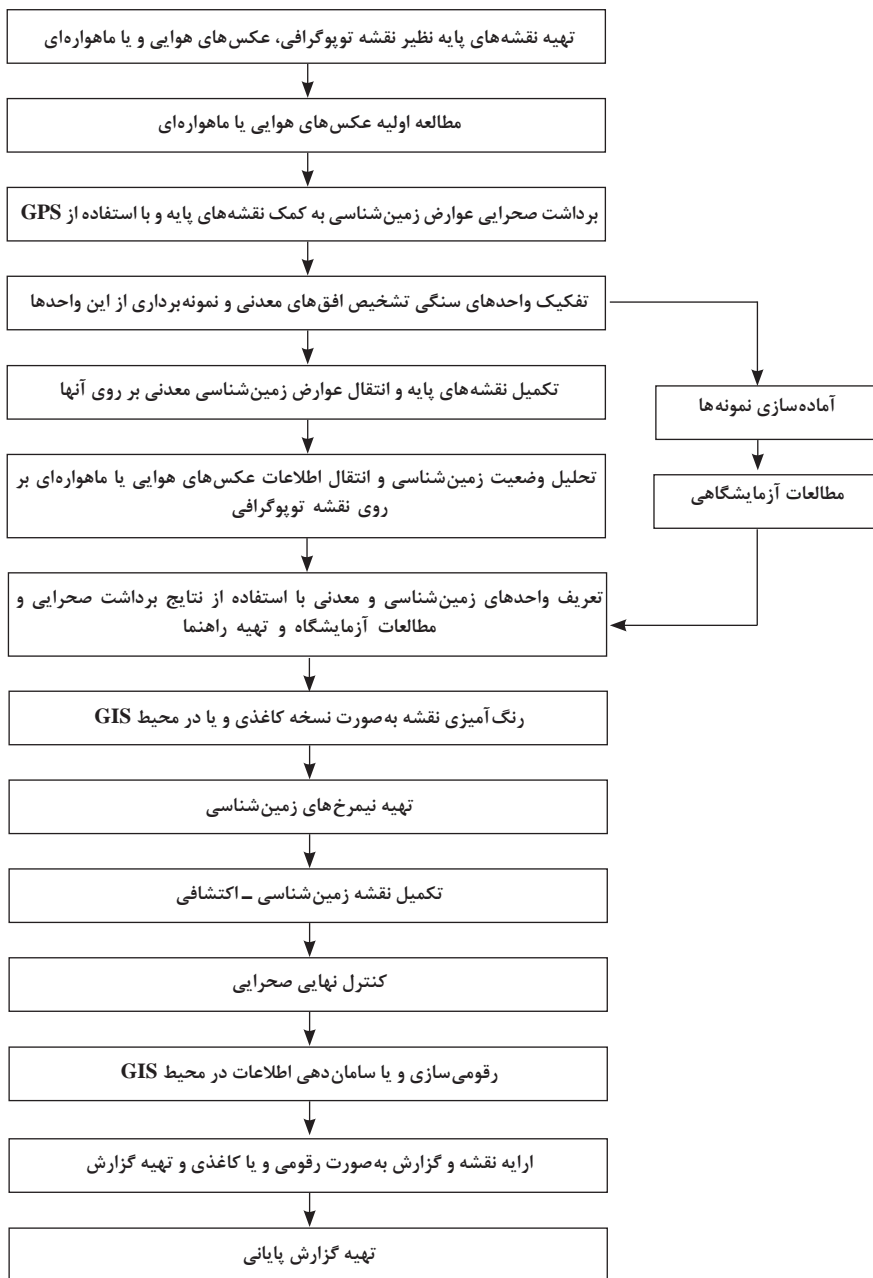 تهیه نقشه‌های پایه نظیر نقشه توپوگرافی، عکس‌های هوایی و یا ماهواره‌ای
مطالعه اولیه عکس‌های هوایی یا ماهواره‌ای
برداشت صحرایی عوارض زمین‌شناسی به کمک نقشه‌های پایه و با استفاده از GPS
تفکیک واحدهای سنگی تشخیص افق‌های معدنی و نمونه‌برداری از این واحدها
تکمیل نقشه‌های پایه و انتقال عوارض زمین‌شناسی معدنی بر روی آنها
آماده‌سازی نمونه‌ها
تحلیل وضعیت زمین‌شناسی و انتقال اطلاعات عکس‌های هوایی یا ماهواره‌ای بر
روی نقشه توپوگرافی
مطالعات آزمایشگاهی
تعریف واحدهای زمین‌شناسی و معدنی با استفاده از نتایج برداشت صحرایی و
مطالعات آزمایشگاه و تهیه راهنما
رنگ‌آمیزی نقشه به‌صورت نسخه کاغذی و یا در محیط GIS
تهیه نیمرخ‌های زمین‌شناسی
تکمیل نقشه زمین‌شناسی ـ اکتشافی
کنترل نهایی صحرایی
رقومی‌سازی و یا سامان‌دهی اطلاعات در محیط GIS
ارایه نقشه و گزارش به‌صورت رقومی و یا کاغذی و تهیه گزارش
تهیه گزارش پایانی